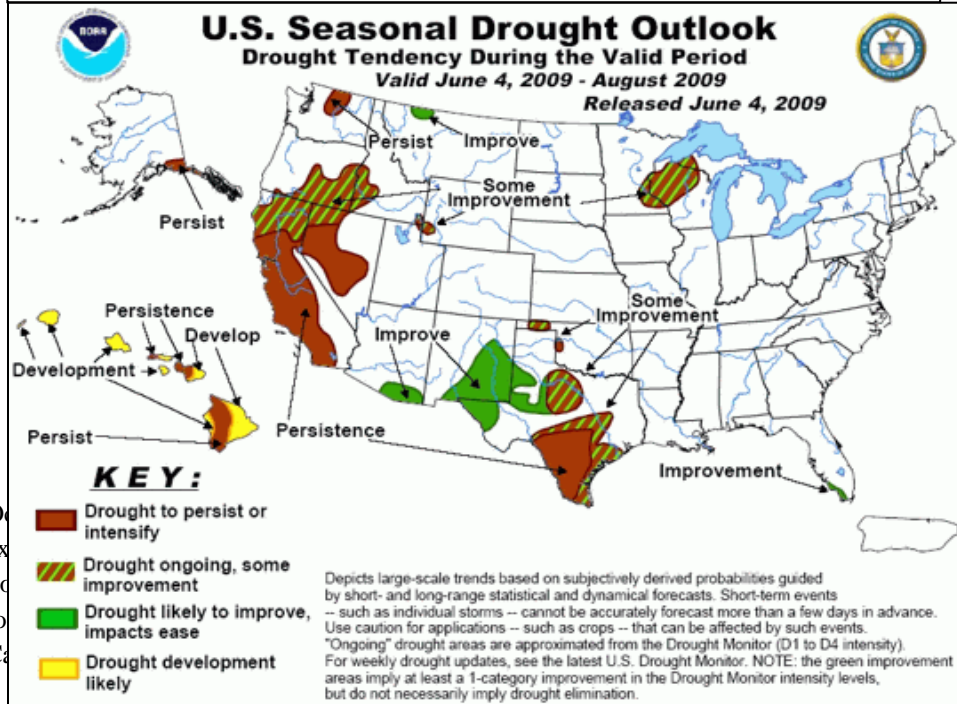 NOAA
U.S. Seasonal Drought Outlook
Drought Tendency During the Valid Period
Valid June 4, 2009 - August 2009
Released June 4, 2009
Persist
Improve
Some
Improvement
Persist
Persistence
Develop
Development
Persist
Improve
Some
Improvement
Persistence
Improvement
KEY:
Drought to persist or
intensify
Drought ongoing, some
improvement
Drought likely to improve,
impacts ease
Drought development
likely
Depicts large-scale trends based on subjectively derived probabilities guided
by short- and long-range statistical and dynamical forecasts. Short-term events
-- such as individual storms -- cannot be accurately forecast more than a few days in advance.
Use caution for applications -- such as crops -- that can be affected by such events.
"Ongoing" drought areas are approximated from the Drought Monitor (D1 to D4 intensity).
For weekly drought updates, see the latest U.S. Drought Monitor. NOTE: the green improvement
areas imply at least a 1-category improvement in the Drought Monitor intensity levels,
but do not necessarily imply drought elimination.